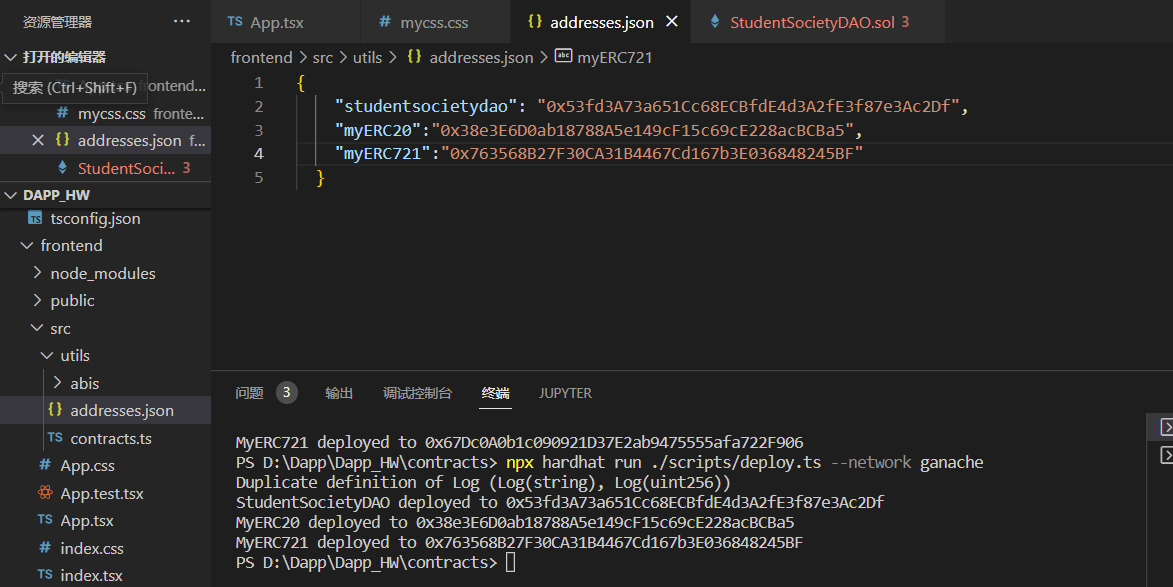 资源管理器 ···
打开的编辑器
搜索 (Ctrl+Shift+F) frontend...
# mycss.css fronte...
{} addresses.json f...
StudentSoci... 3
DAPP_HW
TS tsconfig.json
frontend
node_modules
public
src
utils
abis
{} addresses.json
TS contracts.ts
# App.css
App.test.tsx
TS App.tsx
# index.css
TS index.tsx
TS App.tsx # mycss.css {} addresses.json StudentSocietyDAO.sol 3
frontend > src > utils > {} addresses.json > abc myERC721
1 {
2 "studentsocietydao": "0x53fd3A73a651Cc68ECBfdE4d3A2fE3f87e3Ac2Df",
3 "myERC20":"0x38e3E6D0ab18788A5e149cF15c69cE228acBCBa5",
4 "myERC721":"0x763568B27F30CA31B4467Cd167b3E036848245BF"
5 }
问题 3 输出 调试控制台 终端 JUPYTER
MyERC721 deployed to 0x67Dc0A0b1c090921D37E2ab9475555afa722F906
PS D:\Dapp\Dapp_HW\contracts> npx hardhat run ./scripts/deploy.ts --network ganache
Duplicate definition of Log (Log(string), Log(uint256))
StudentSocietyDAO deployed to 0x53fd3A73a651Cc68ECBfdE4d3A2fE3f87e3Ac2Df
MyERC20 deployed to 0x38e3E6D0ab18788A5e149cF15c69cE228acBCBa5
MyERC721 deployed to 0x763568B27F30CA31B4467Cd167b3E036848245BF
PS D:\Dapp\Dapp_HW\contracts>